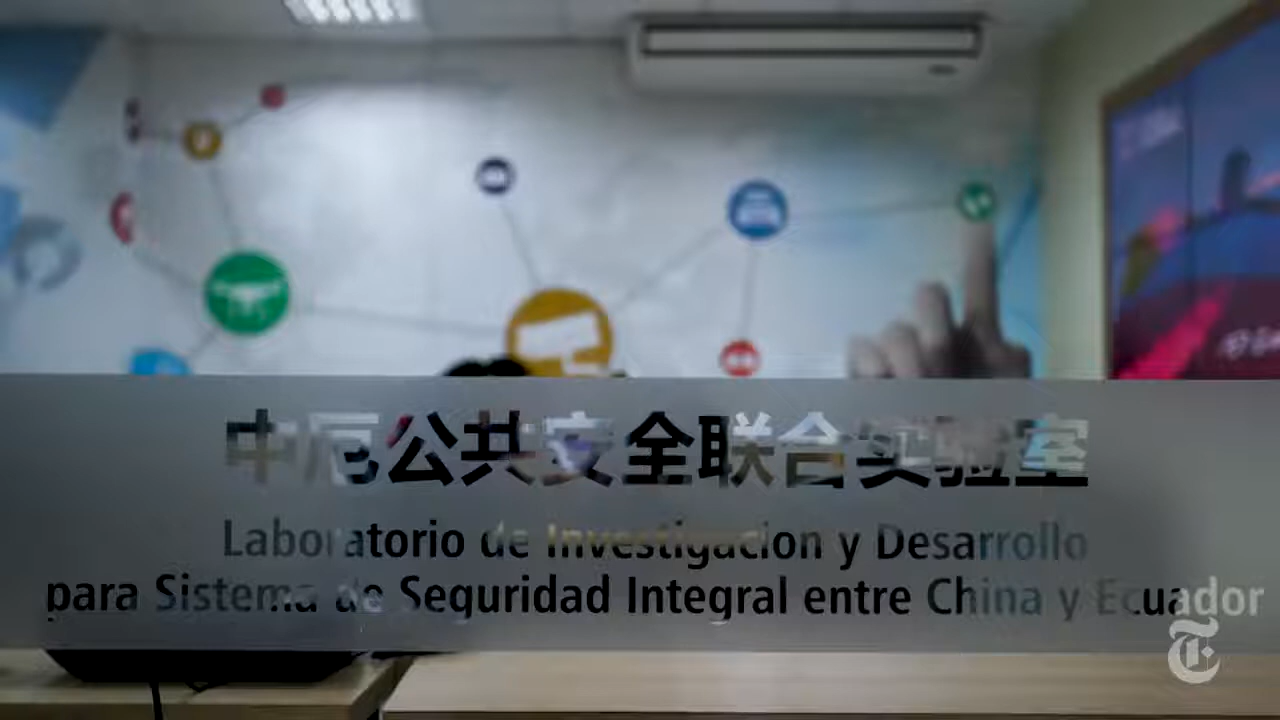 中厄公共安全联合实验室
Laboratorio de Investigacion y Desarrollo
para Sistema de Seguridad Integral entre China y Ecuador